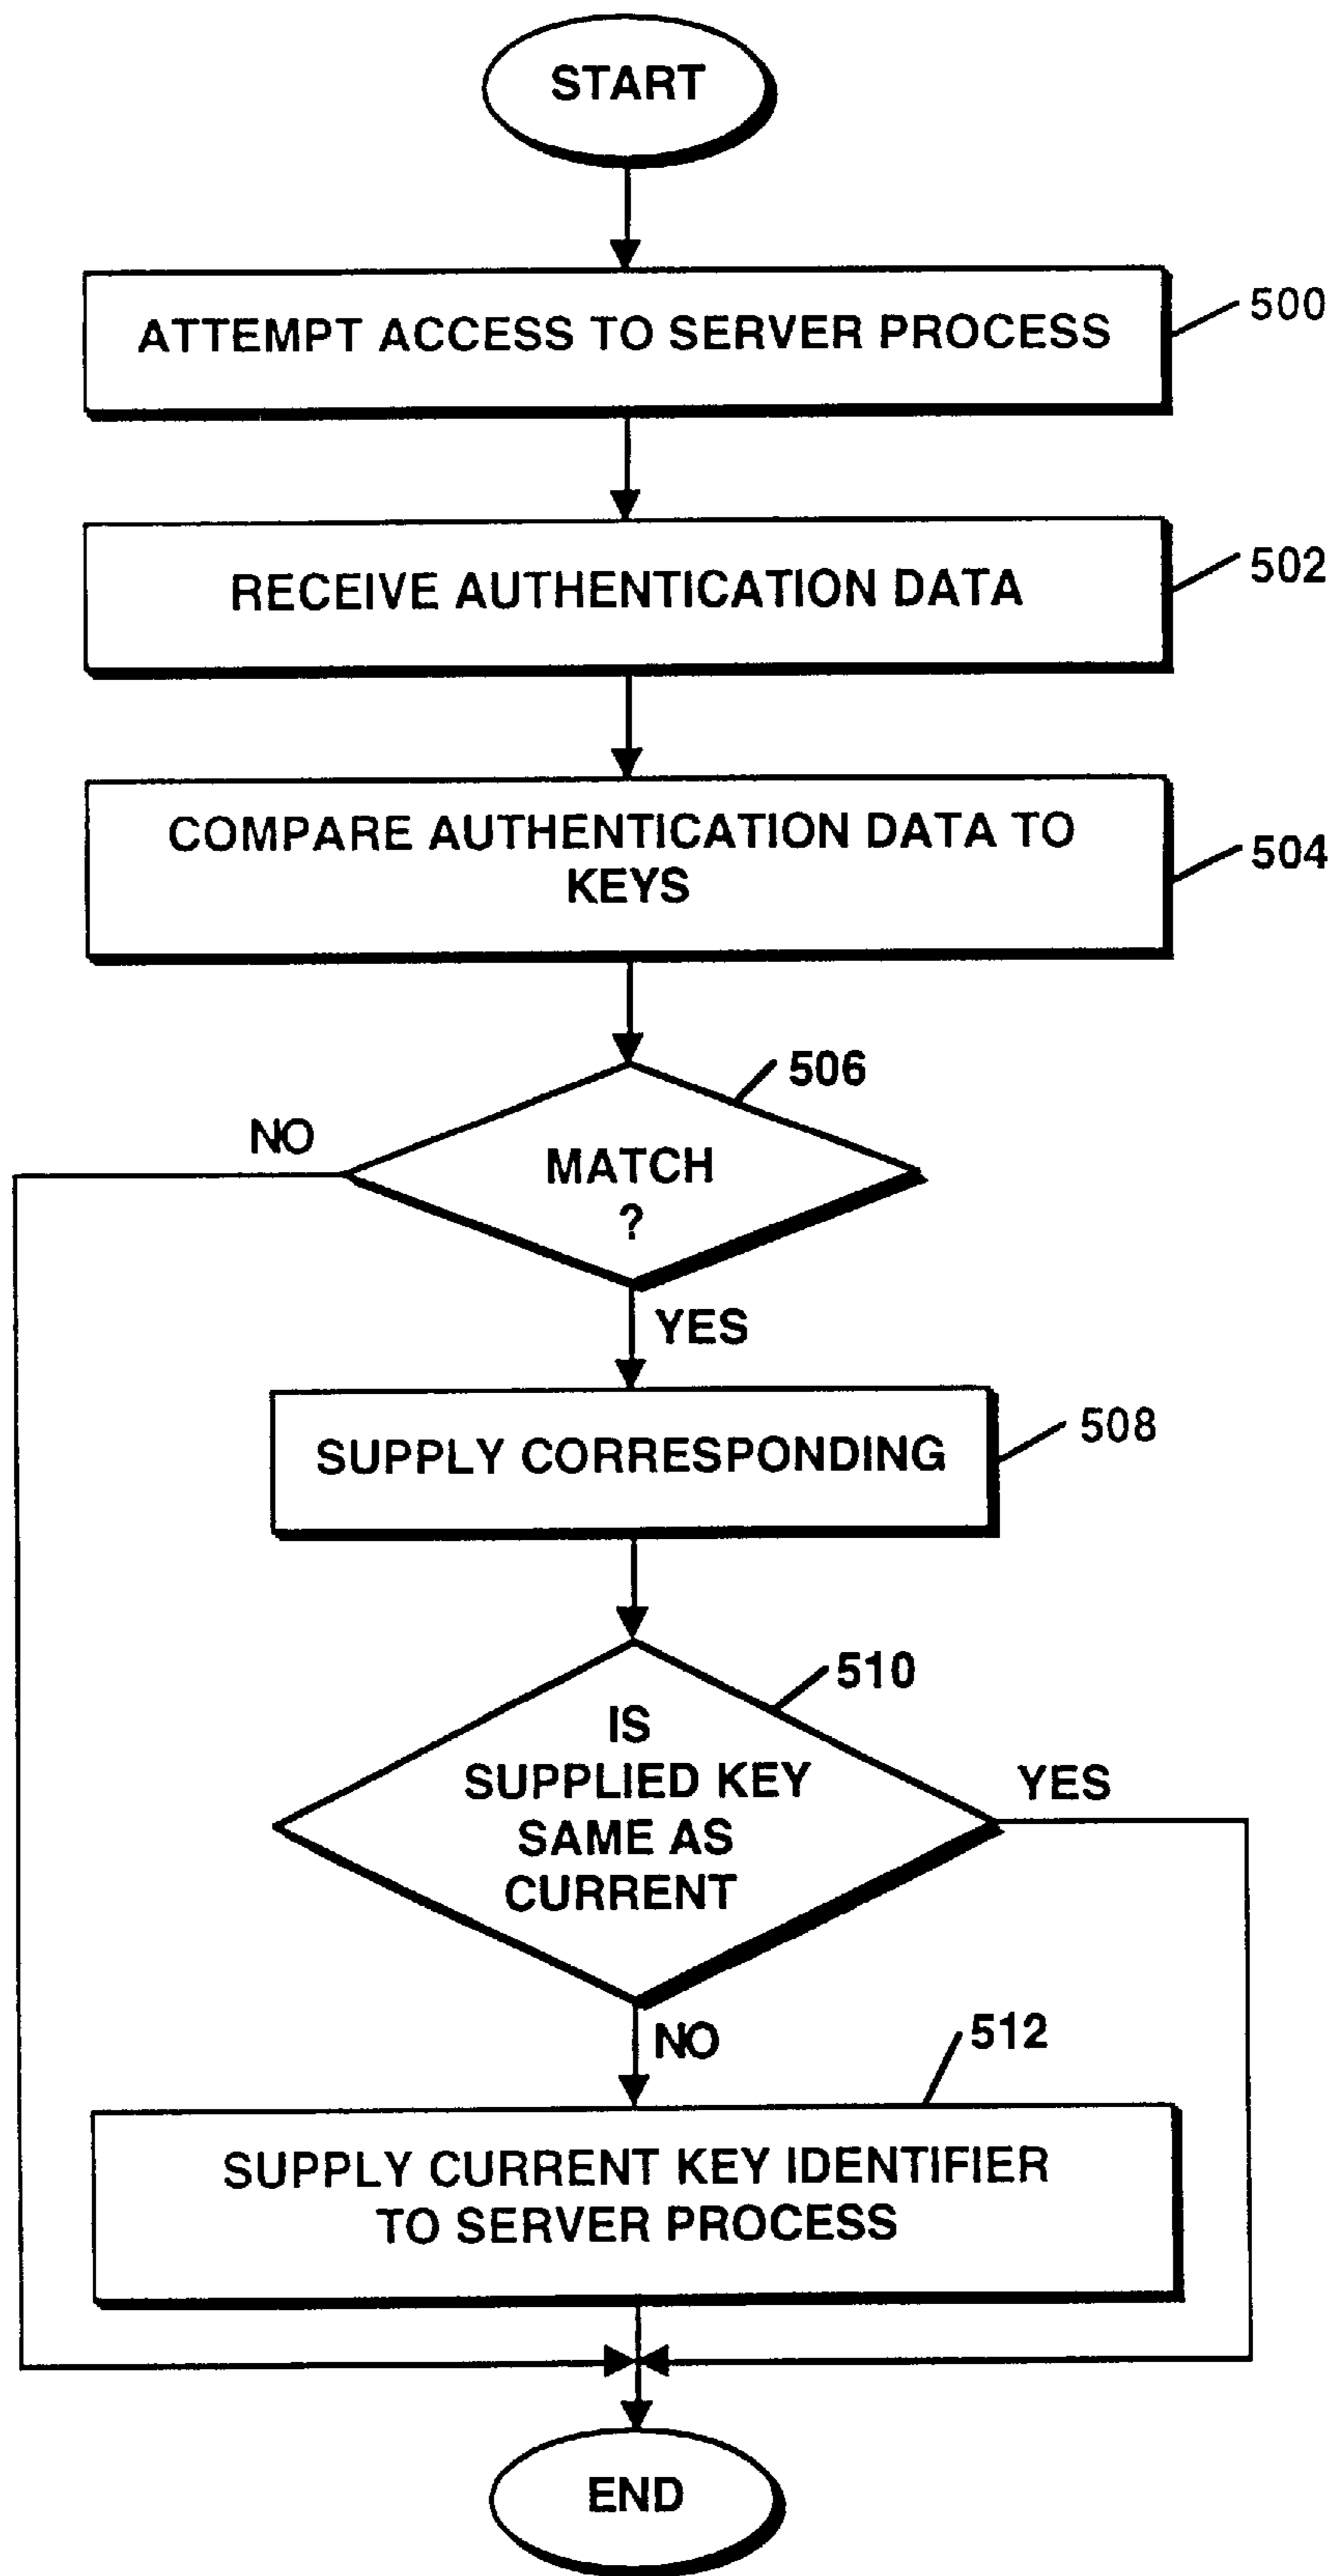 START
ATTEMPT ACCESS TO SERVER PROCESS
500
RECEIVE AUTHENTICATION DATA
502
COMPARE AUTHENTICATION DATA TO
KEYS
504
506
NO
MATCH
?
YES
SUPPLY CORRESPONDING
508
510
IS
SUPPLIED KEY
SAME AS
CURRENT
YES
NO
512
SUPPLY CURRENT KEY IDENTIFIER
TO SERVER PROCESS
END